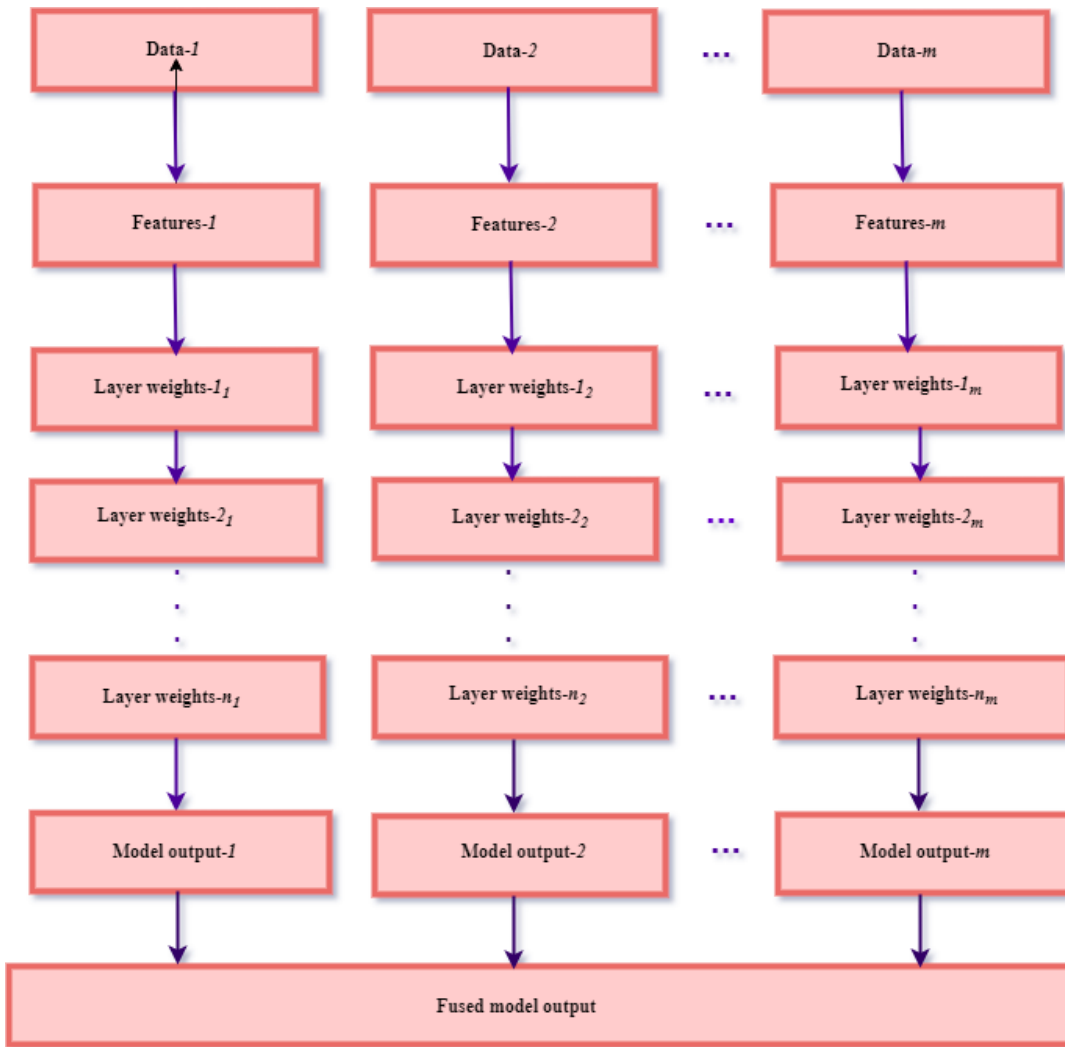 Data-1
Data-2
...
Data-m
Features-1
Features-2
...
Features-m
Layer weights-1₁
Layer weights-1₂
...
Layer weights-1ₘ
Layer weights-2₁
Layer weights-2₂
...
Layer weights-2ₘ
Layer weights-n₁
Layer weights-n₂
...
Layer weights-nₘ
Model output-1
Model output-2
...
Model output-m
Fused model output